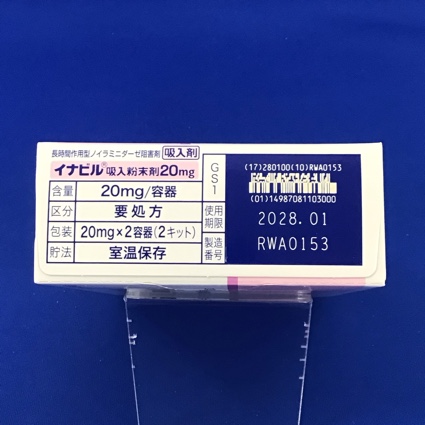 長時間作用型ノイラミニダーゼ阻害剤 吸入剤
イナビル® 吸入粉末剤20mg
含量 20mg/容器
区分 要処方
包装 20mg×2容器(2キット)
貯法 室温保存
GS1
(17)280100(10)RWA0153
(01)14987081103000
使用期限 2028.01
製造番号 RWA0153